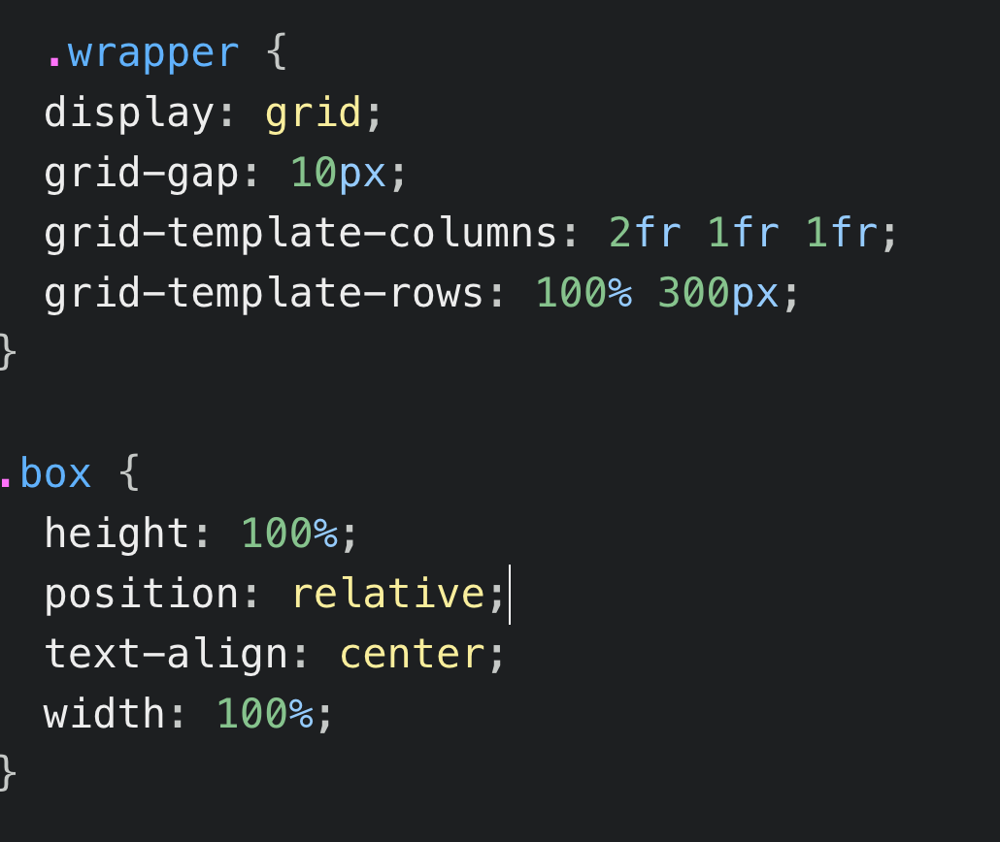 .wrapper {
display: grid;
grid-gap: 10px;
grid-template-columns: 2fr 1fr 1fr;
grid-template-rows: 100% 300px;
}
.box {
height: 100%;
position: relative;
text-align: center;
width: 100%;
}